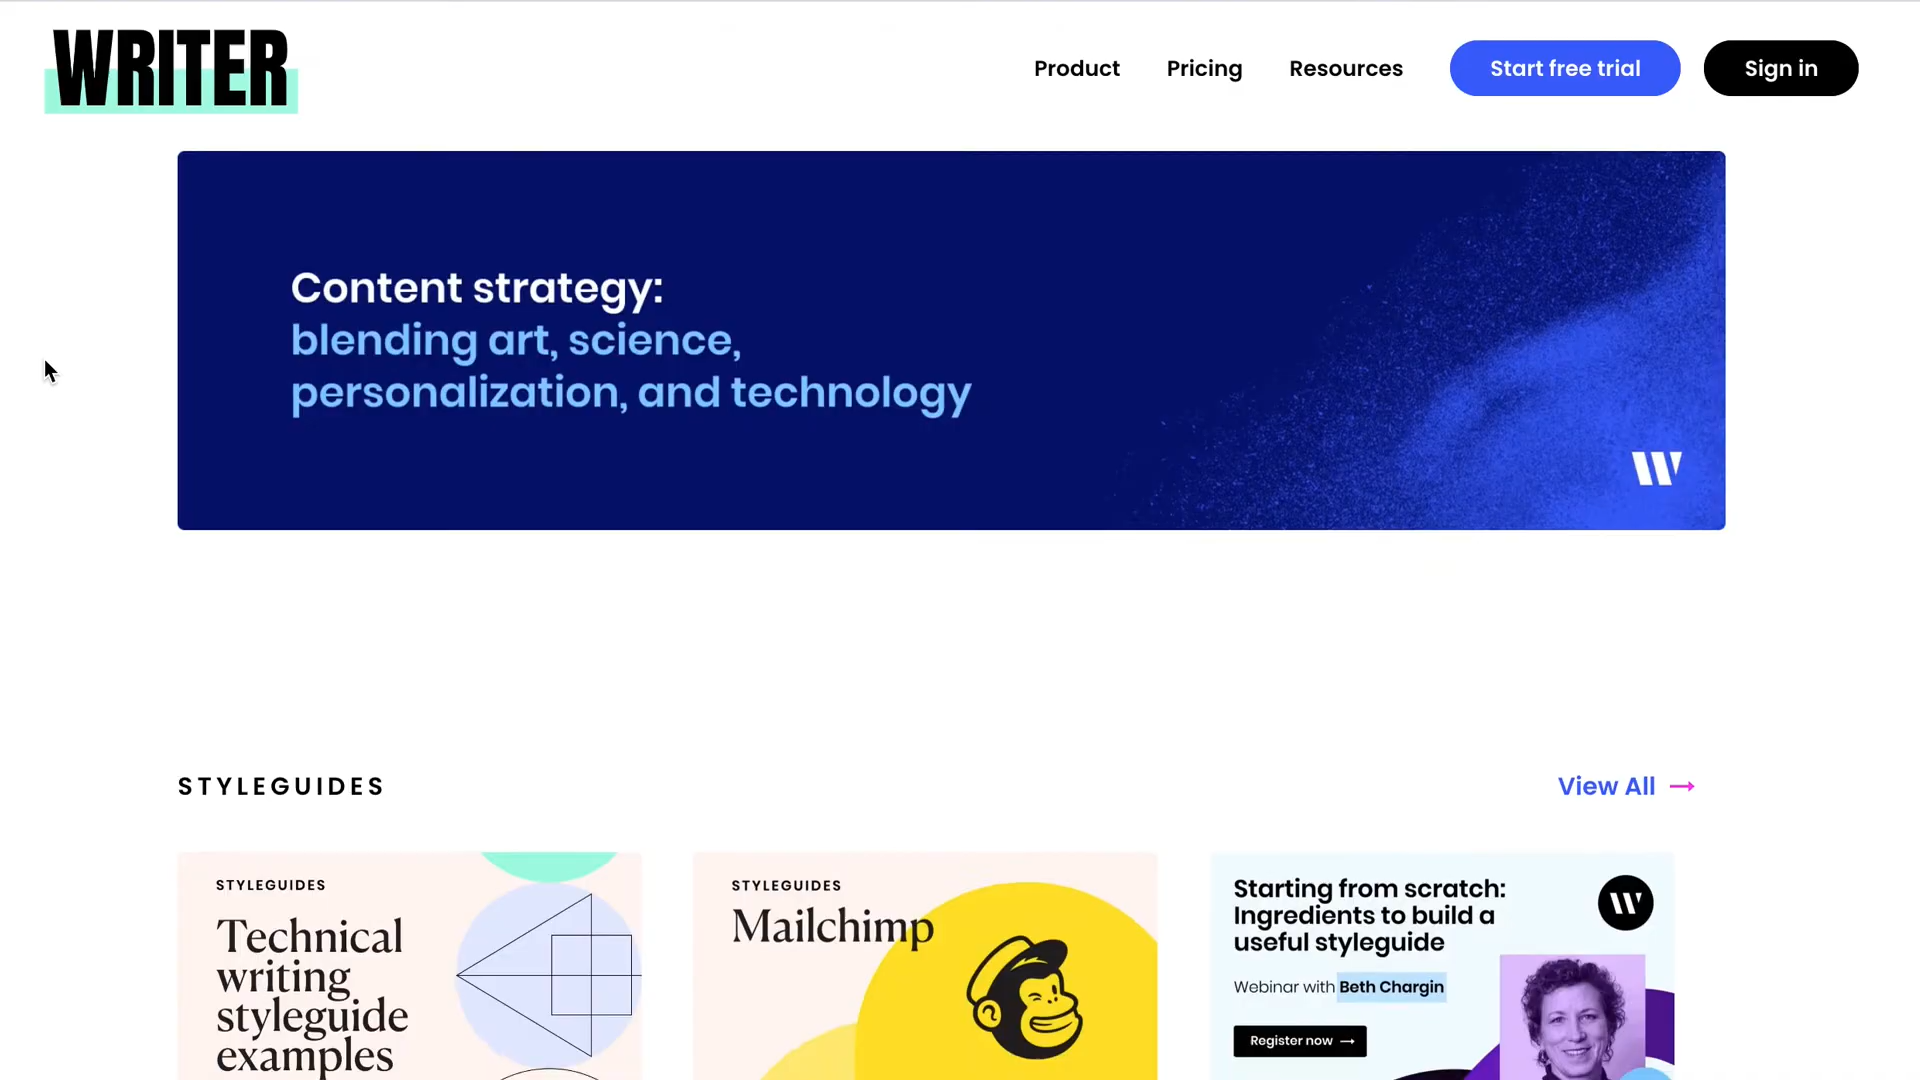 WRITER
Product
Pricing
Resources
Start free trial
Sign in
Content strategy:
blending art, science,
personalization, and technology
W
STYLEGUIDES
View All →
STYLEGUIDES
Technical
writing
styleguide
examples
STYLEGUIDES
Mailchimp
Starting from scratch:
Ingredients to build a
useful styleguide
W
Webinar with Beth Chargin
Register now →